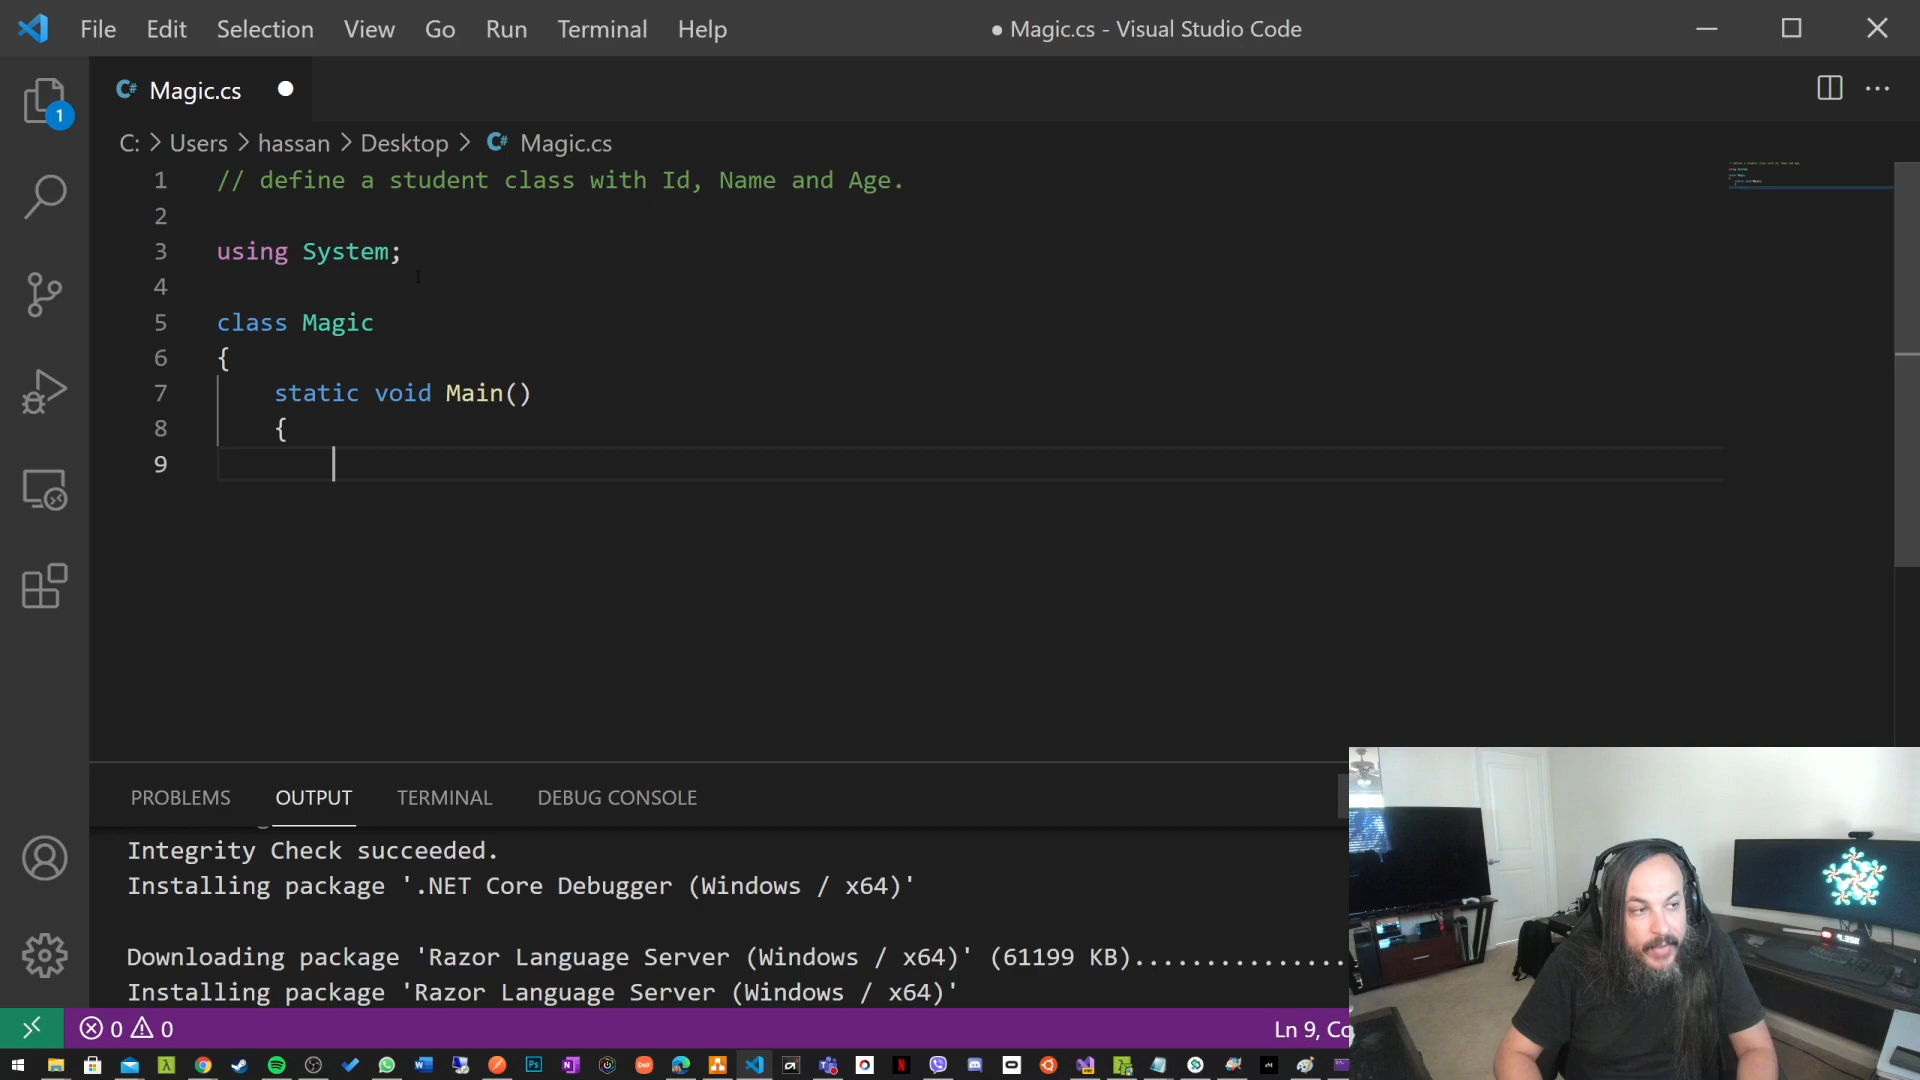 File Edit Selection View Go Run Terminal Help ● Magic.cs - Visual Studio Code
C# Magic.cs
1
C: > Users > hassan > Desktop > C# Magic.cs
1 // define a student class with Id, Name and Age.
2
3 using System;
4
5 class Magic
6 {
7 static void Main()
8 {
9
PROBLEMS OUTPUT TERMINAL DEBUG CONSOLE
Integrity Check succeeded.
Installing package '.NET Core Debugger (Windows / x64)'
Downloading package 'Razor Language Server (Windows / x64)' (61199 KB)...............
Installing package 'Razor Language Server (Windows / x64)'
0 0 Ln 9, Co